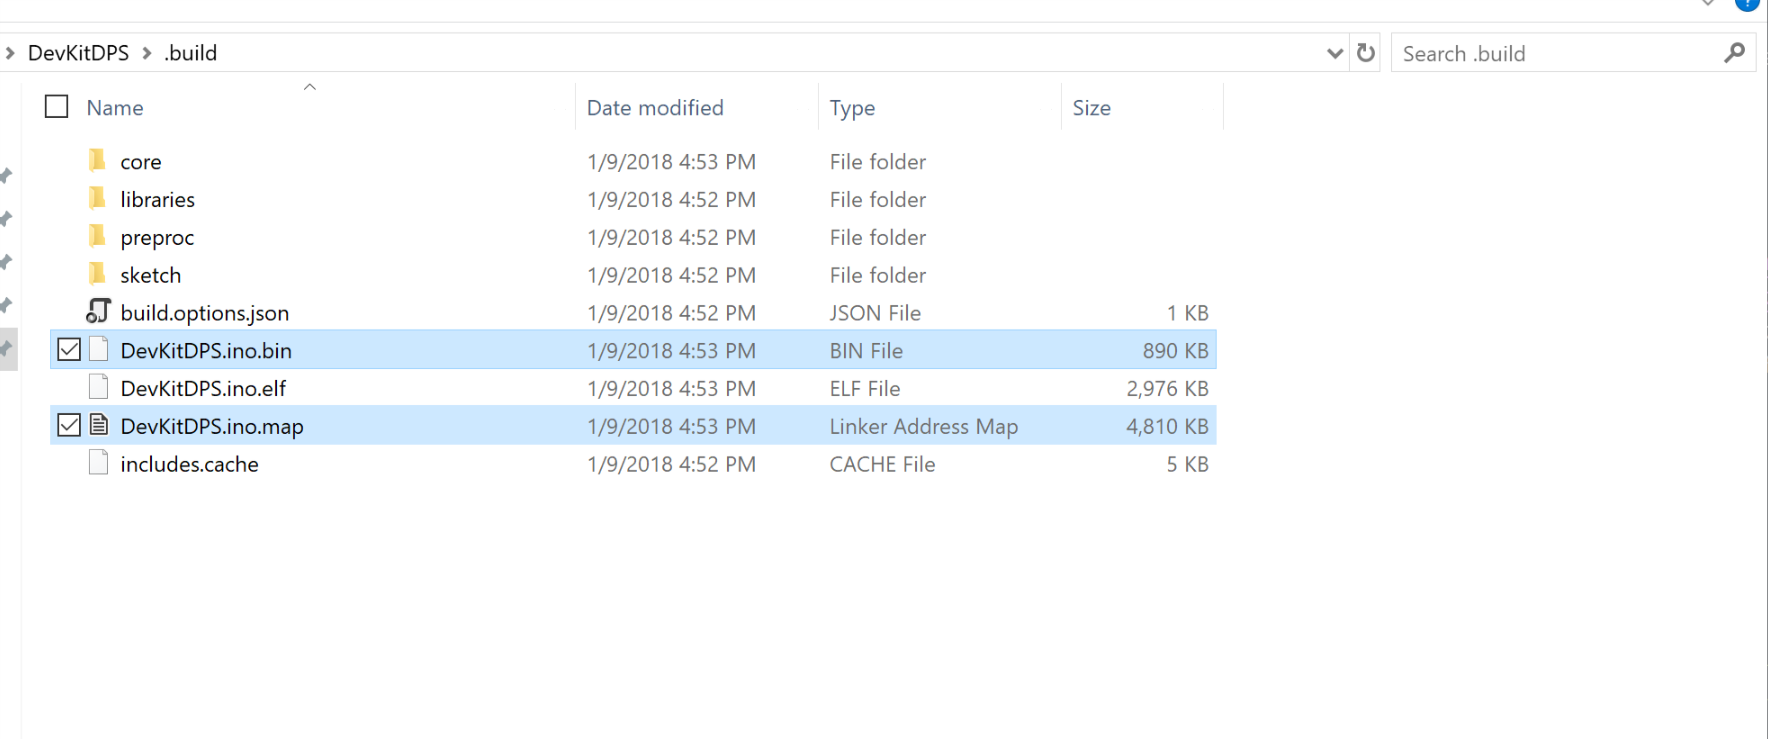 ?
DevKitDPS .build Search .build
Name Date modified Type Size
core 1/9/2018 4:53 PM File folder
libraries 1/9/2018 4:52 PM File folder
preproc 1/9/2018 4:52 PM File folder
sketch 1/9/2018 4:52 PM File folder
build.options.json 1/9/2018 4:52 PM JSON File 1 KB
DevKitDPS.ino.bin 1/9/2018 4:53 PM BIN File 890 KB
DevKitDPS.ino.elf 1/9/2018 4:53 PM ELF File 2,976 KB
DevKitDPS.ino.map 1/9/2018 4:53 PM Linker Address Map 4,810 KB
includes.cache 1/9/2018 4:52 PM CACHE File 5 KB